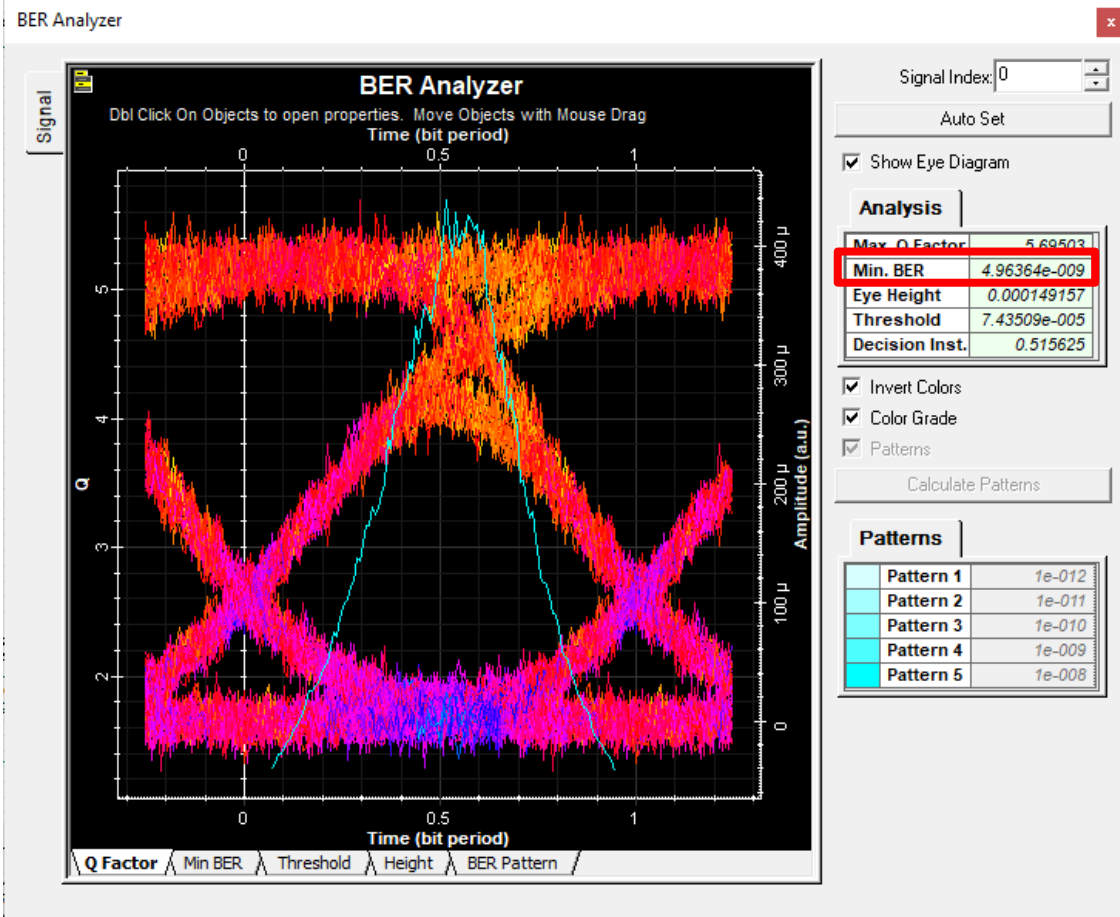 BER Analyzer
x
Signal
BER Analyzer
Dbl Click On Objects to open properties. Move Objects with Mouse Drag
Time (bit period)
0 0.5 1
Q
5
4
3
2
400 µ
300 µ
200 µ
100 µ
0
Amplitude (a.u.)
0 0.5 1
Time (bit period)
Q Factor Min BER Threshold Height BER Pattern
Signal Index: 0
Auto Set
Show Eye Diagram
Analysis
Max. Q Factor 5.69503
Min. BER 4.96364e-009
Eye Height 0.000149157
Threshold 7.43509e-005
Decision Inst. 0.515625
Invert Colors
Color Grade
Patterns
Calculate Patterns
Patterns
Pattern 1 1e-012
Pattern 2 1e-011
Pattern 3 1e-010
Pattern 4 1e-009
Pattern 5 1e-008